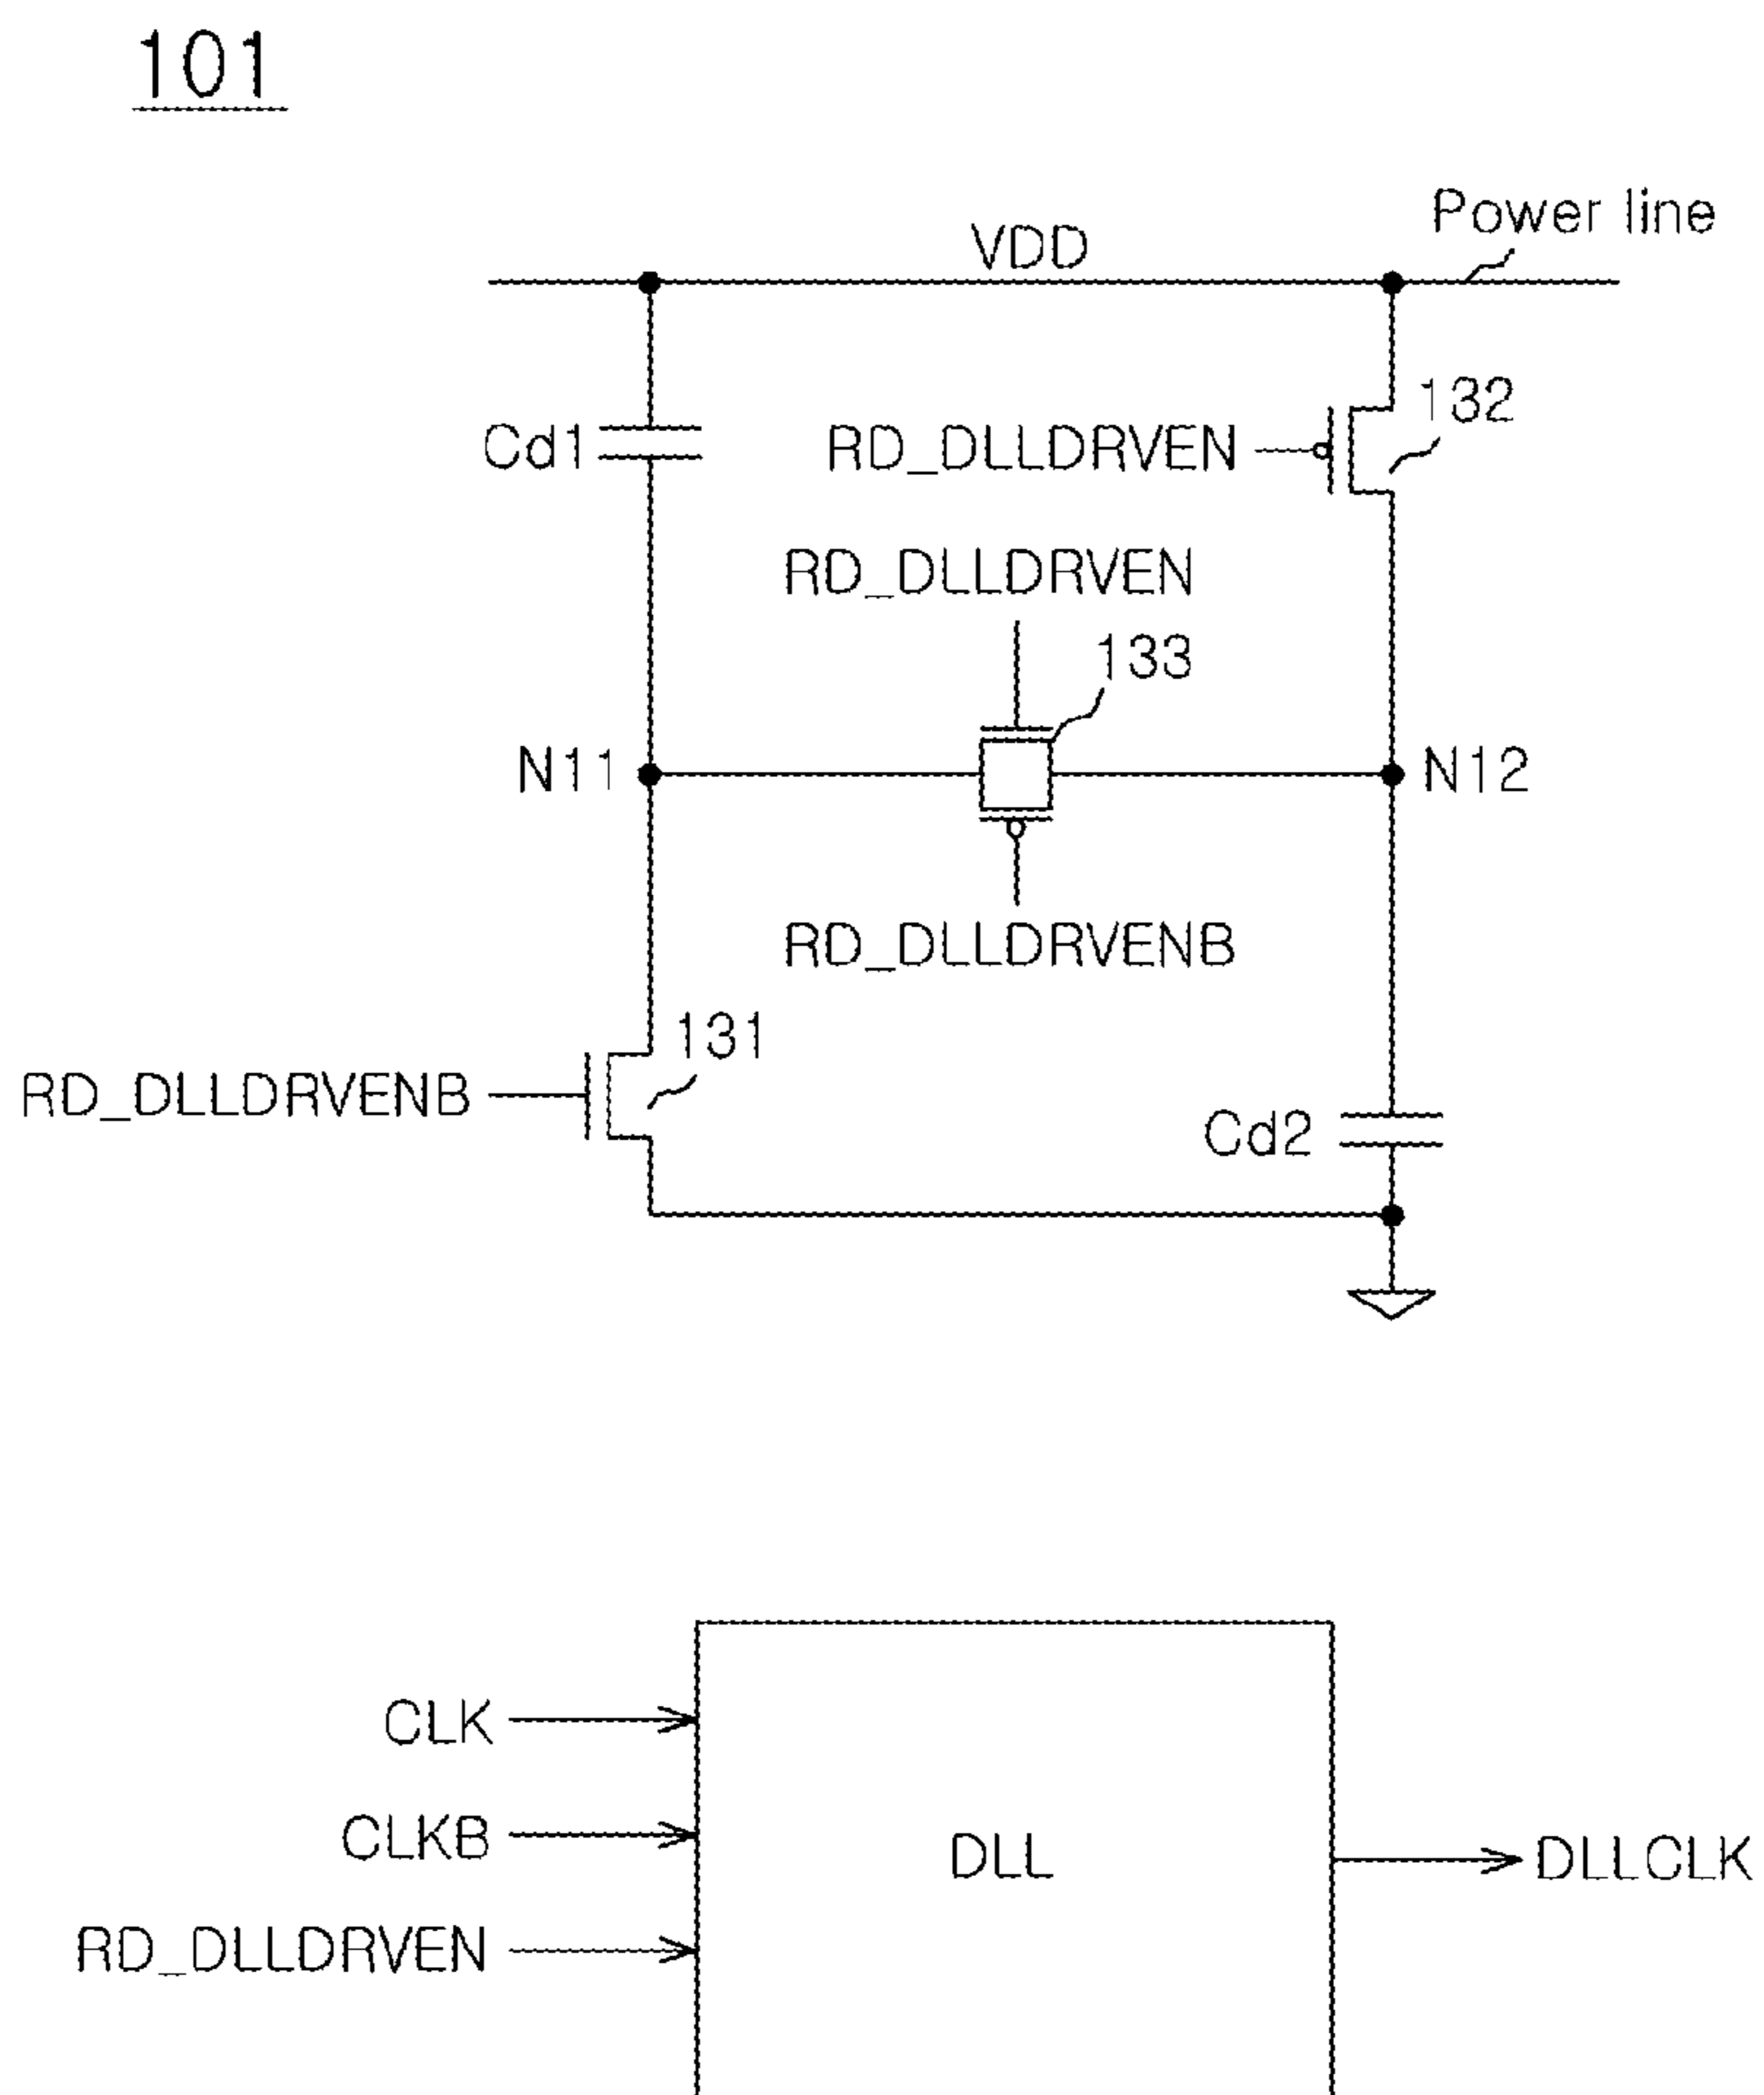 101
Power line
VDD
132
Cd1
RD_DLLDRVEN
RD_DLLDRVEN
133
N11
N12
RD_DLLDRVENB
131
RD_DLLDRVENB
Cd2
CLK
CLKB
DLL
DLLCLK
RD_DLLDRVEN